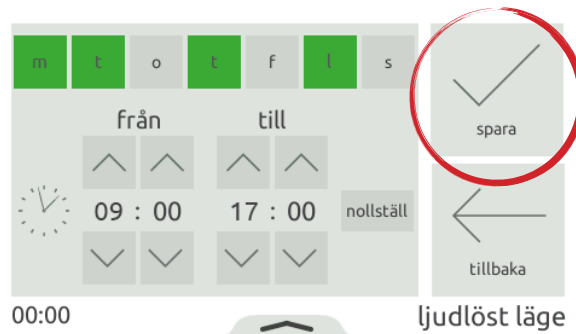 m t o t f l s
från till
09 : 00 17 : 00 nollställ
spara
tillbaka
00:00 ljudlöst läge